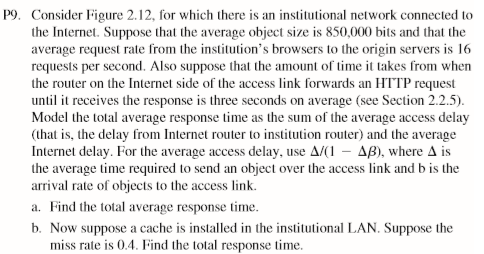 P9. Consider Figure 2.12, for which there is an institutional network connected to
the Internet. Suppose that the average object size is 850,000 bits and that the
average request rate from the institution's browsers to the origin servers is 16
requests per second. Also suppose that the amount of time it takes from when
the router on the Internet side of the access link forwards an HTTP request
until it receives the response is three seconds on average (see Section 2.2.5).
Model the total average response time as the sum of the average access delay
(that is, the delay from Internet router to institution router) and the average
Internet delay. For the average access delay, use Δ/(1 − Δβ), where Δ is
the average time required to send an object over the access link and b is the
arrival rate of objects to the access link.
a. Find the total average response time.
b. Now suppose a cache is installed in the institutional LAN. Suppose the
miss rate is 0.4. Find the total response time.